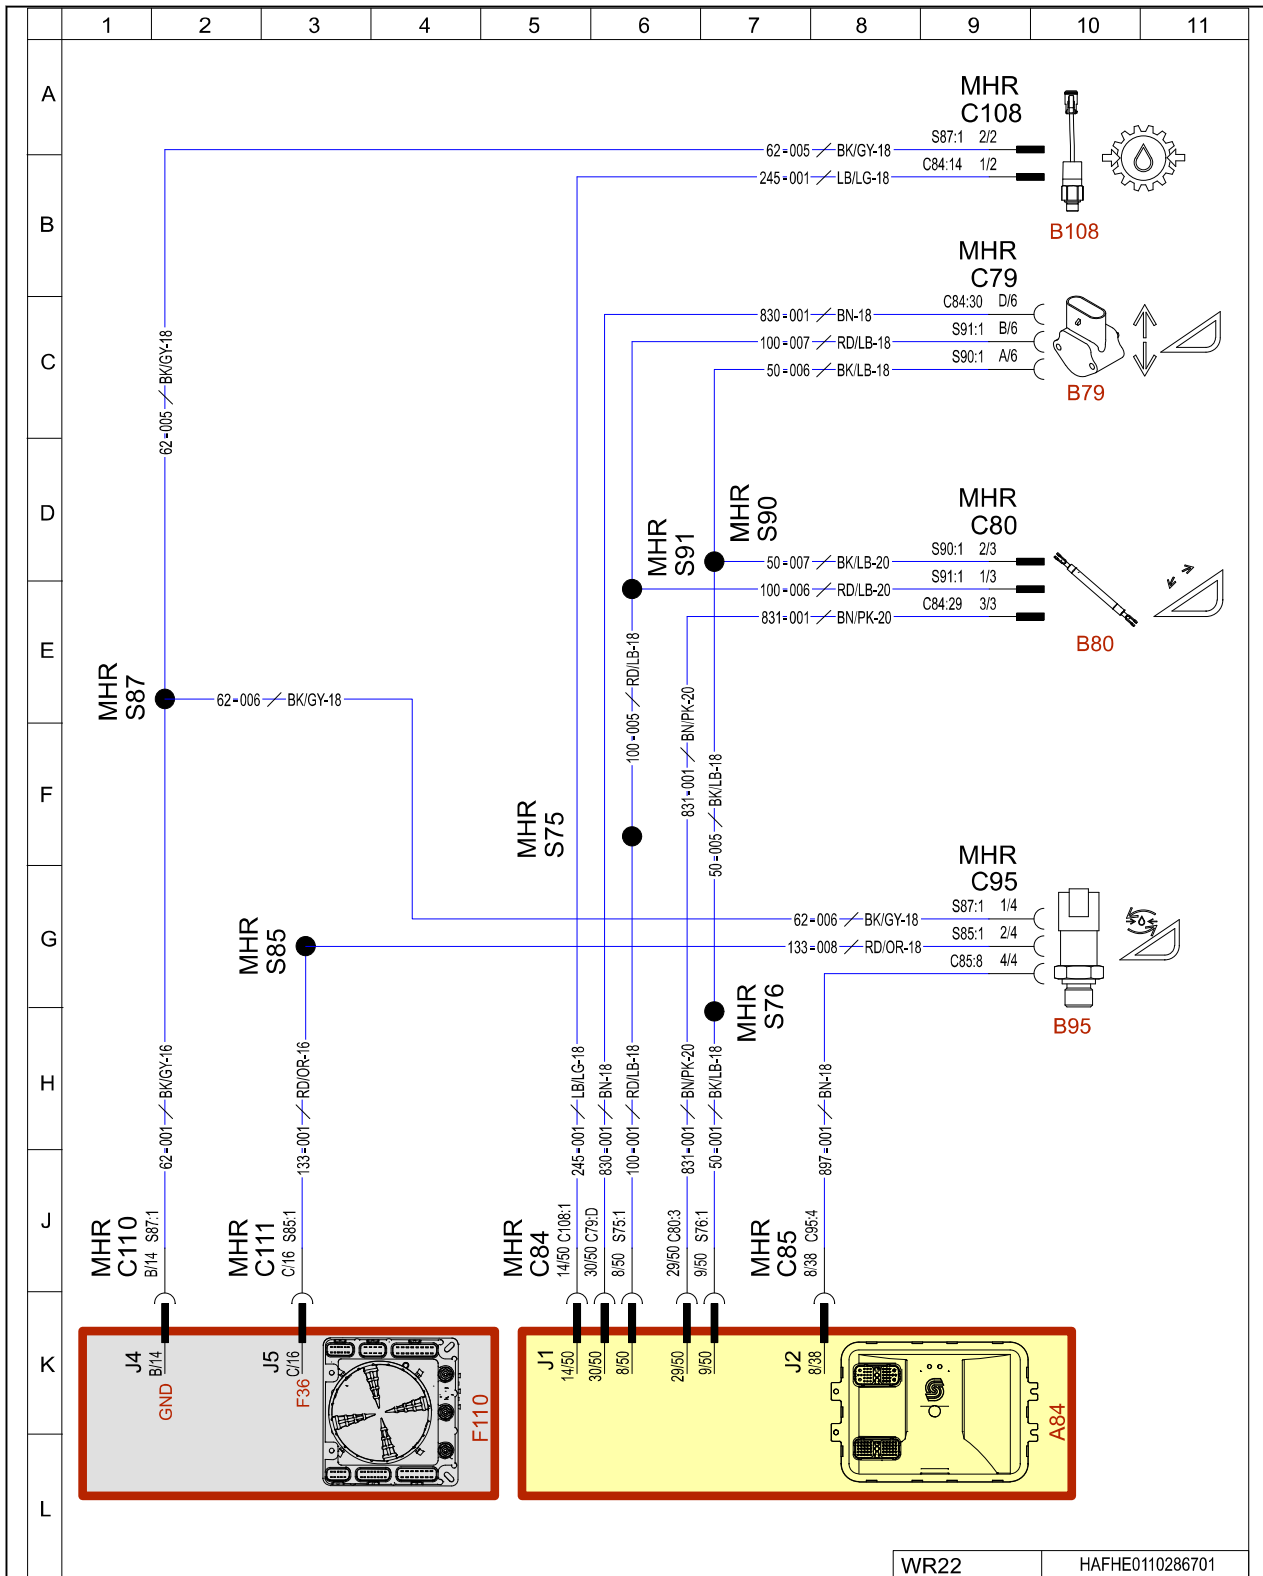 1 2 3 4 5 6 7 8 9 10 11
A
B
C
D
E
F
G
H
J
K
L
MHR
C108
S87:1 2/2
62-005 BK/GY-18
C84:14 1/2
245-001 LB/LG-18
B108
MHR
C79
C84:30 D/6
830-001 BN-18
S91:1 B/6
100-007 RD/LB-18
S90:1 A/6
50-006 BK/LB-18
B79
62-005 BK/GY-18
MHR
S91
MHR
S90
MHR
C80
S90:1 2/3
50-007 BK/LB-20
S91:1 1/3
100-006 RD/LB-20
C84:29 3/3
831-001 BN/PK-20
B80
MHR
S87
62-006 BK/GY-18
100-005 RD/LB-18
831-001 BN/PK-20
50-005 BK/LB-18
MHR
S75
MHR
C95
S87:1 1/4
62-006 BK/GY-18
S85:1 2/4
133-008 RD/OR-18
C85:8 4/4
B95
MHR
S85
MHR
S76
62-001 BK/GY-16
133-001 RD/OR-16
245-001 LB/LG-18
830-001 BN-18
100-001 RD/LB-18
831-001 BN/PK-20
50-001 BK/LB-18
897-001 BN-18
MHR
C110
B/14 S87:1
MHR
C111
C/16 S85:1
MHR
C84
14/50 C108:1
30/50 C79:D
8/50 S75:1
29/50 C80:3
9/50 S76:1
MHR
C85
8/38 C95:4
J4
B/14
GND
J5
C/16
F36
F110
J1
14/50
30/50
8/50
29/50
9/50
J2
8/38
A84
WR22
HAFHE0110286701